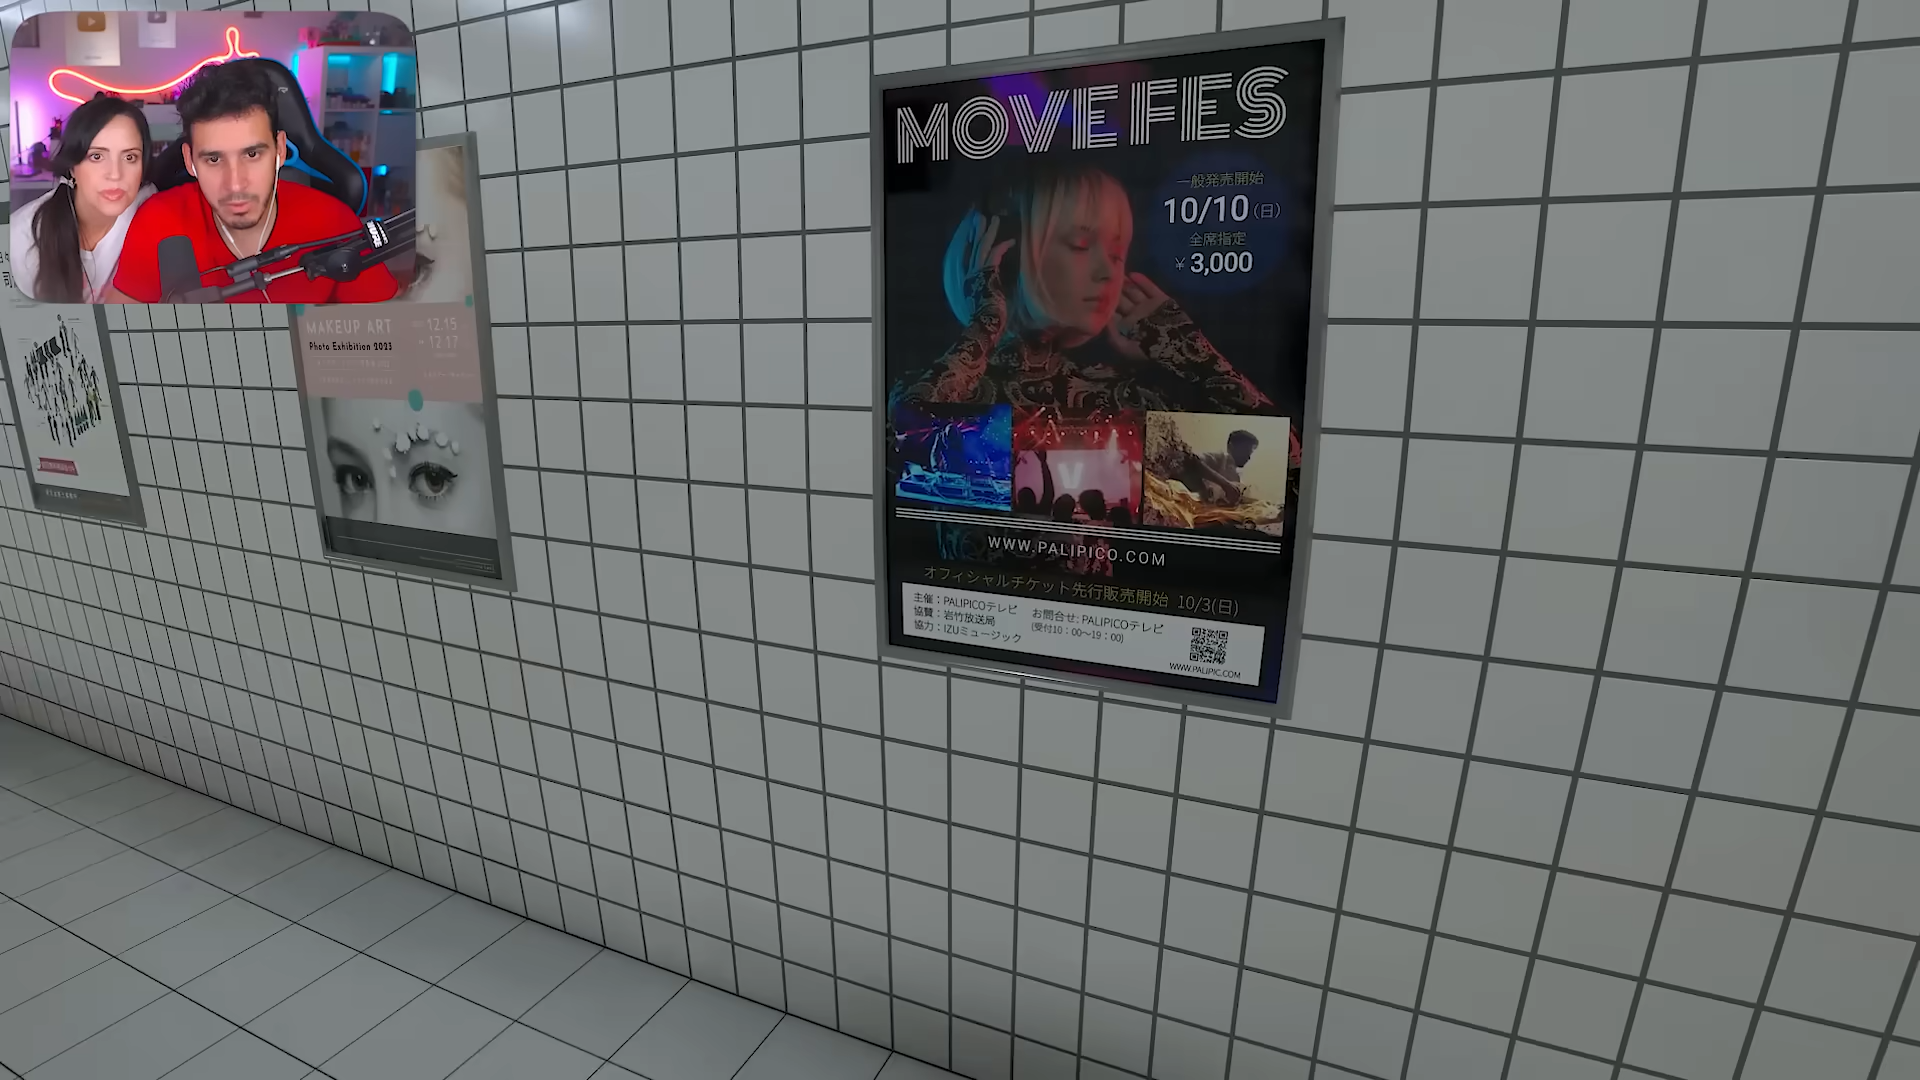 MAKEUP ART
Photo Exhibition 2023
12.15
12.17
MOVE FES
一般発売開始
10/10(日)
全席指定
¥3,000
WWW.PALIPICO.COM
オフィシャルチケット先行販売開始 10/3(日)
主催:PALIPICOテレビ
協賛:岩竹放送局
協力:IZUミュージック
お問合せ: PALIPICOテレビ
(受付10:00〜19:00)
WWW.PALIPIC.COM